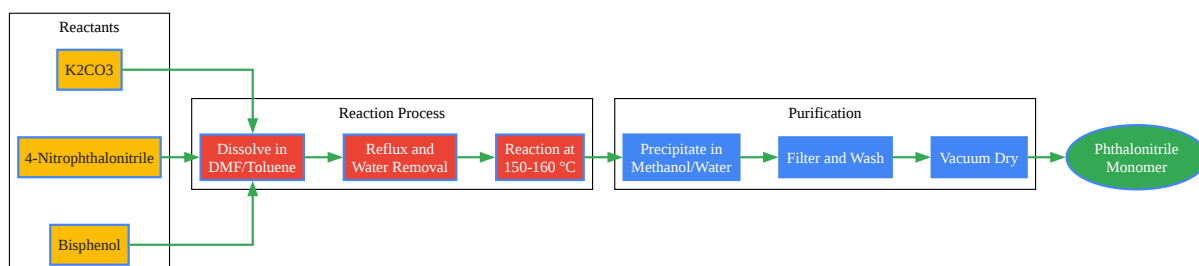 Reactants
K2CO3
4-Nitrophthalonitrile
Bisphenol
Reaction Process
Dissolve in
DMF/Toluene
Reflux and
Water Removal
Reaction at
150-160 °C
Purification
Precipitate in
Methanol/Water
Filter and Wash
Vacuum Dry
Phthalonitrile
Monomer